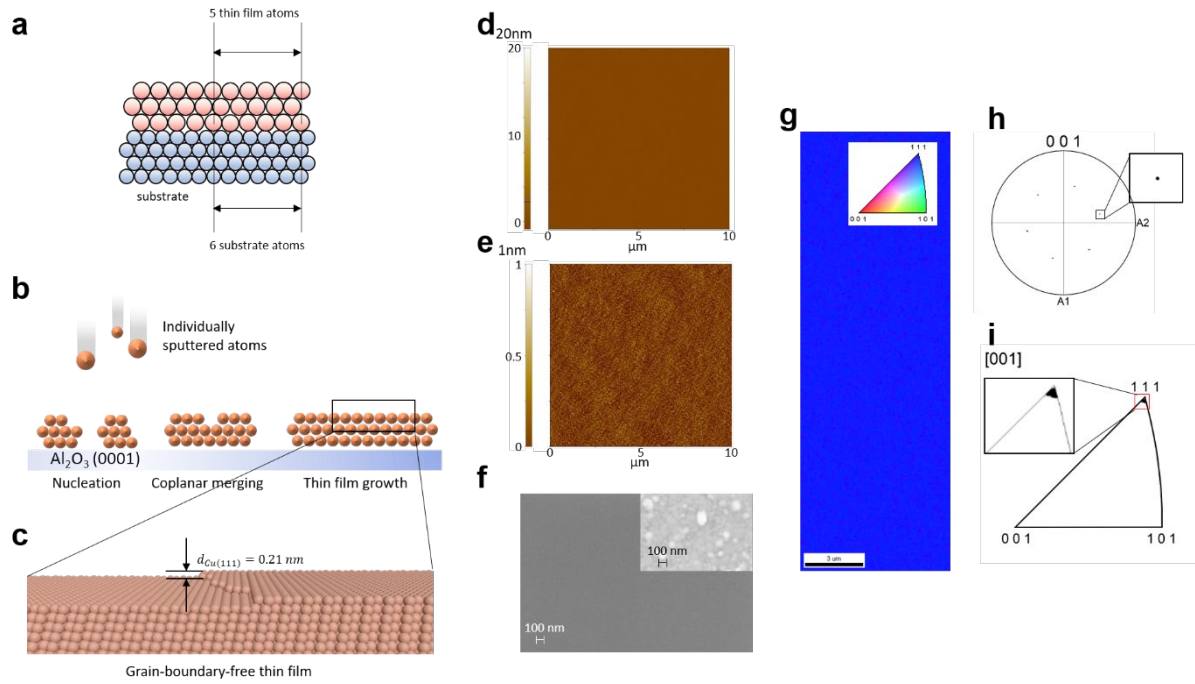 a
5 thin film atoms
substrate
6 substrate atoms
b
Individually
sputtered atoms
Al2O3 (0001)
Nucleation
Coplanar merging
Thin film growth
c
dCu(111) = 0.21 nm
Grain-boundary-free thin film
d
20nm
20
10
0
0
5
10
µm
e
1nm
1
0.5
0
0
5
10
µm
f
100 nm
100 nm
g
1 1 1
0 0 1
1 0 1
3 um
h
0 0 1
A2
A1
i
[001]
1 1 1
0 0 1
1 0 1